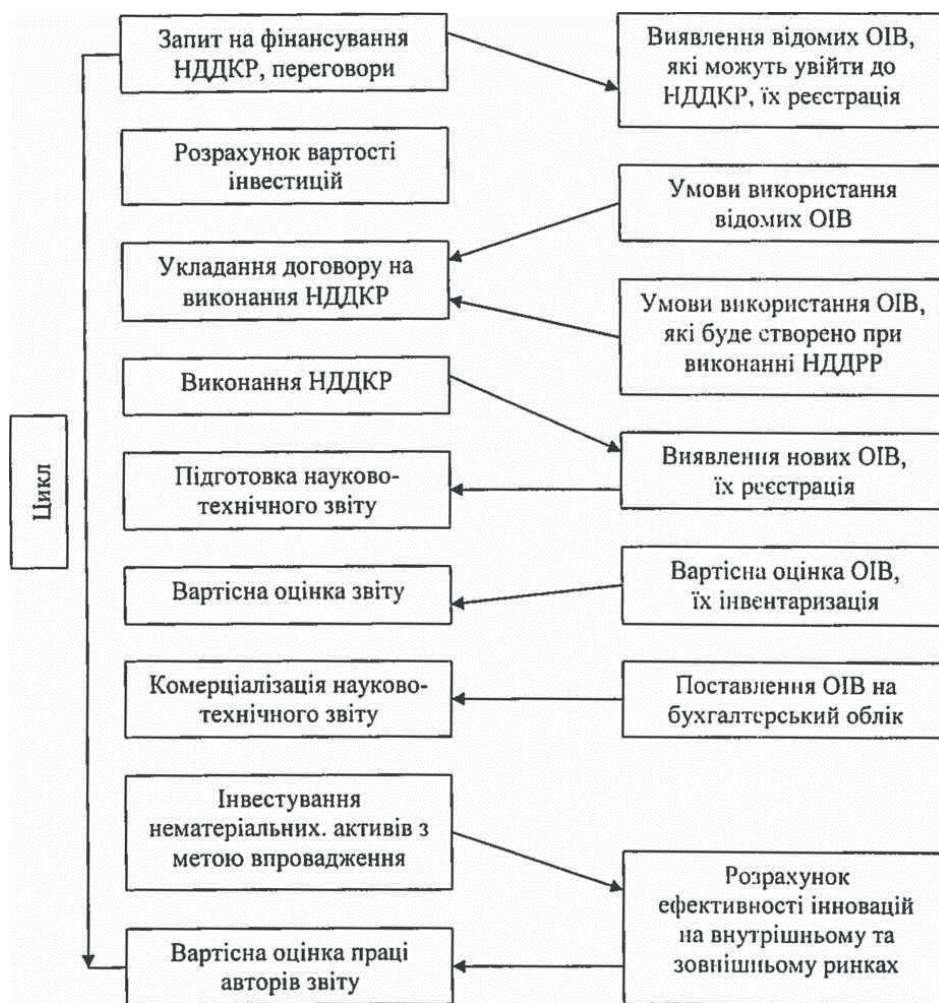 Запит на фінансування
НДДКР, переговори
Виявлення відомих ОІВ,
які можуть увійти до
НДДКР, їх реєстрація
Розрахунок вартості
інвестицій
Умови використання
відомих ОІВ
Укладання договору на
виконання НДДКР
Умови використання ОІВ,
які буде створено при
виконанні НДДРР
Виконання НДДКР
Цикл
Виявлення нових ОІВ,
їх реєстрація
Підготовка науково-
технічного звіту
Вартісна оцінка звіту
Вартісна оцінка ОІВ,
їх інвентаризація
Комерціалізація науково-
технічного звіту
Поставлення ОІВ на
бухгалтерський облік
Інвестування
нематеріальних. активів з
метою впровадження
Розрахунок
ефективності інновацій
на внутрішньому та
зовнішньому ринках
Вартісна оцінка праці
авторів звіту